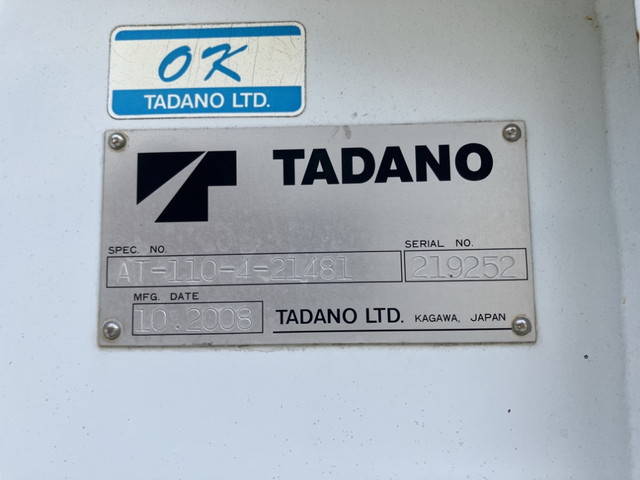 OK
TADANO LTD.
TADANO
SPEC. NO.
SERIAL NO.
AT-110-4-21481
219252
MFG. DATE
10.2008
TADANO LTD. KAGAWA, JAPAN